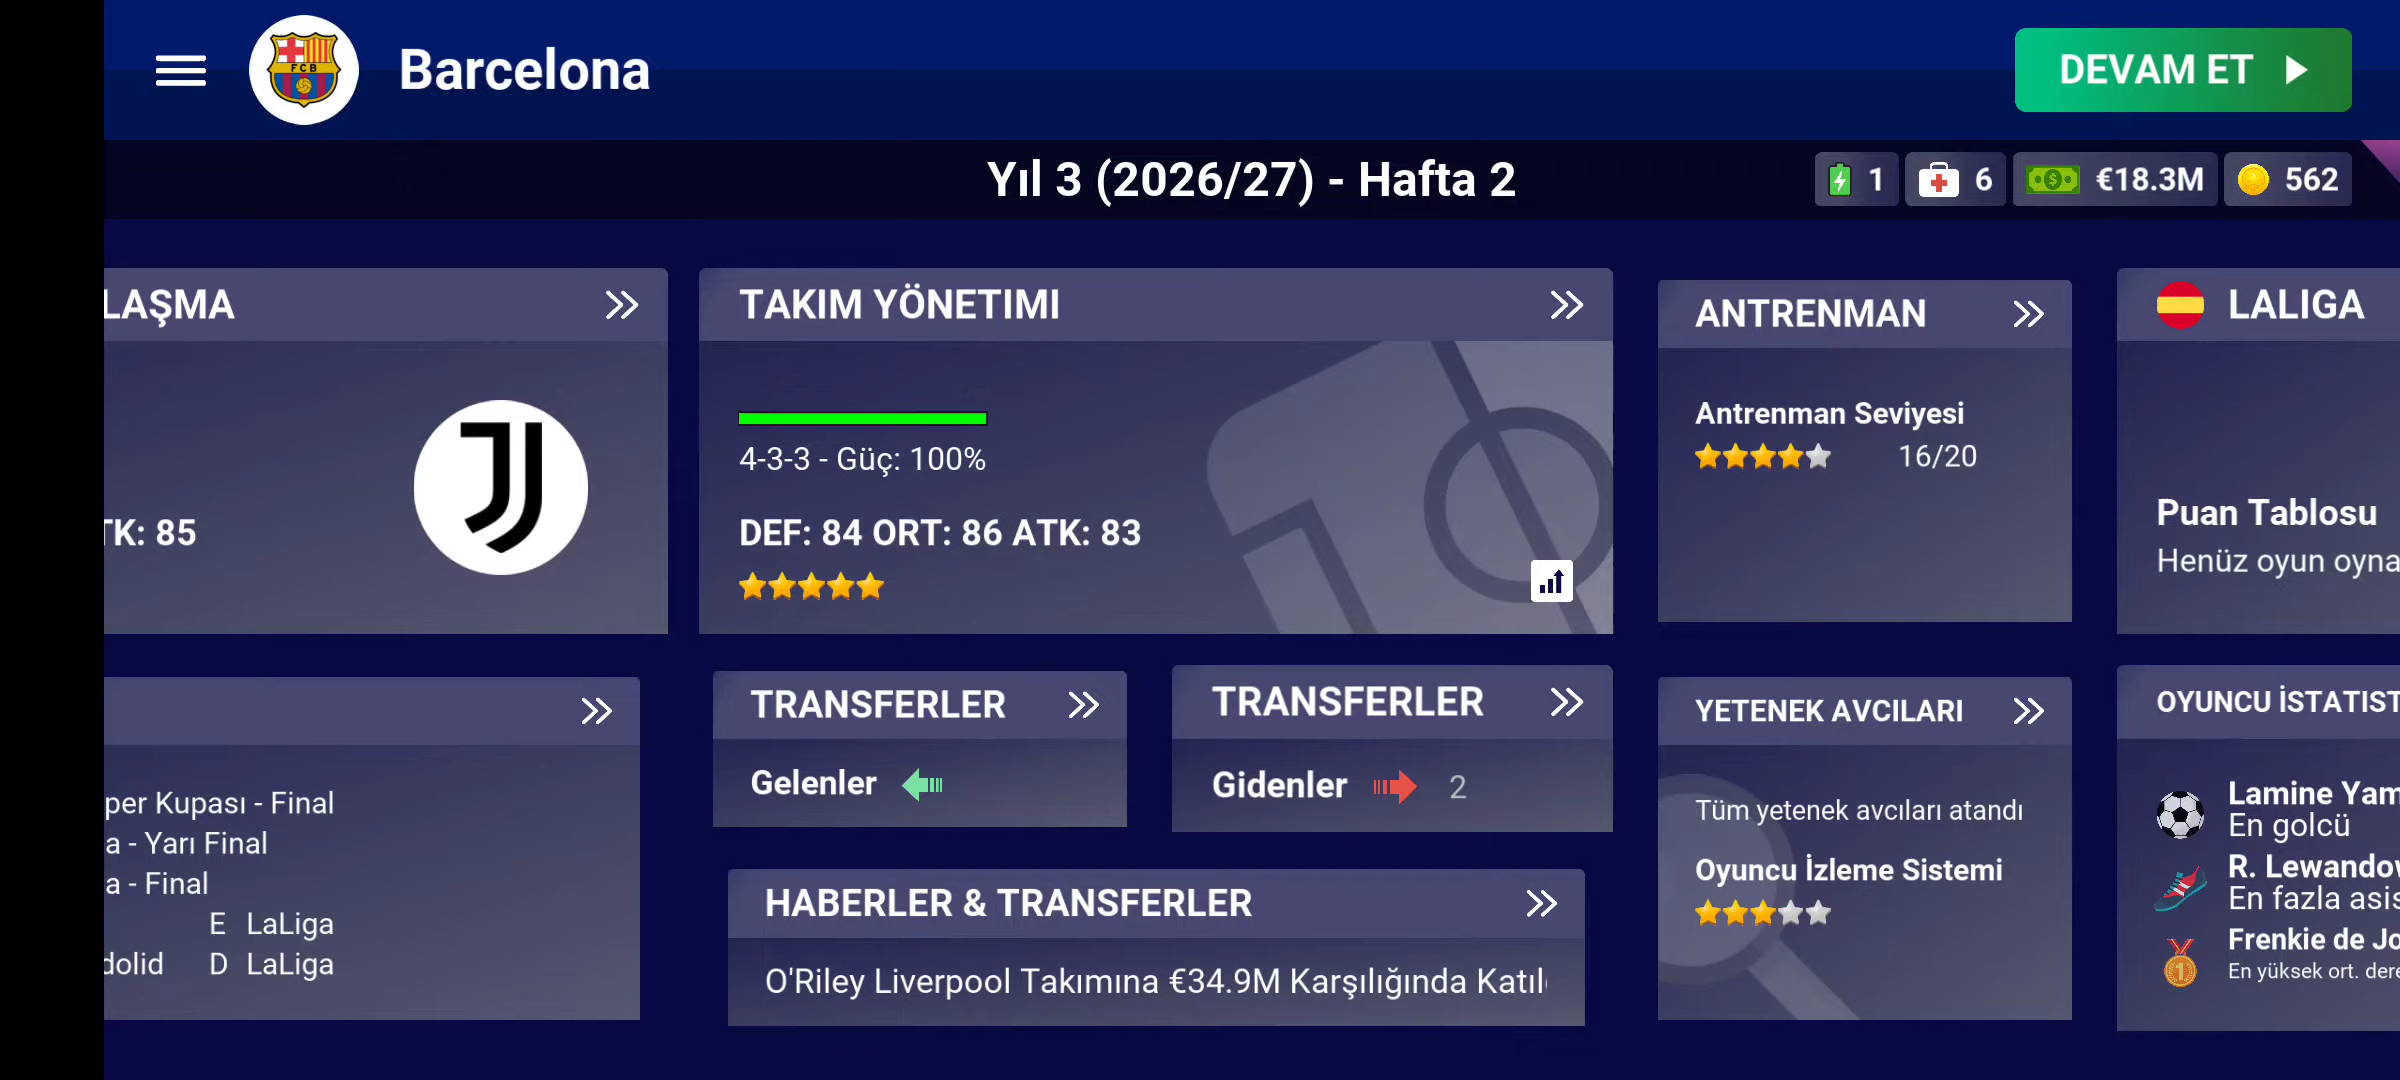 Barcelona
DEVAM ET
Yıl 3 (2026/27) - Hafta 2
1
6
€18.3M
562
LAŞMA
TK: 85
TAKIM YÖNETIMI
4-3-3 - Güç: 100%
DEF: 84 ORT: 86 ATK: 83
ANTRENMAN
Antrenman Seviyesi
16/20
LALIGA
Puan Tablosu
Henüz oyun oyna
per Kupası - Final
a - Yarı Final
a - Final
E LaLiga
dolid D LaLiga
TRANSFERLER
Gelenler
TRANSFERLER
Gidenler 2
HABERLER & TRANSFERLER
O'Riley Liverpool Takımına €34.9M Karşılığında Katıl
YETENEK AVCILARI
Tüm yetenek avcıları atandı
Oyuncu İzleme Sistemi
OYUNCU İSTATIST
Lamine Yam
En golcü
R. Lewandow
En fazla asis
Frenkie de Jo
En yüksek ort. dere
1
FCB